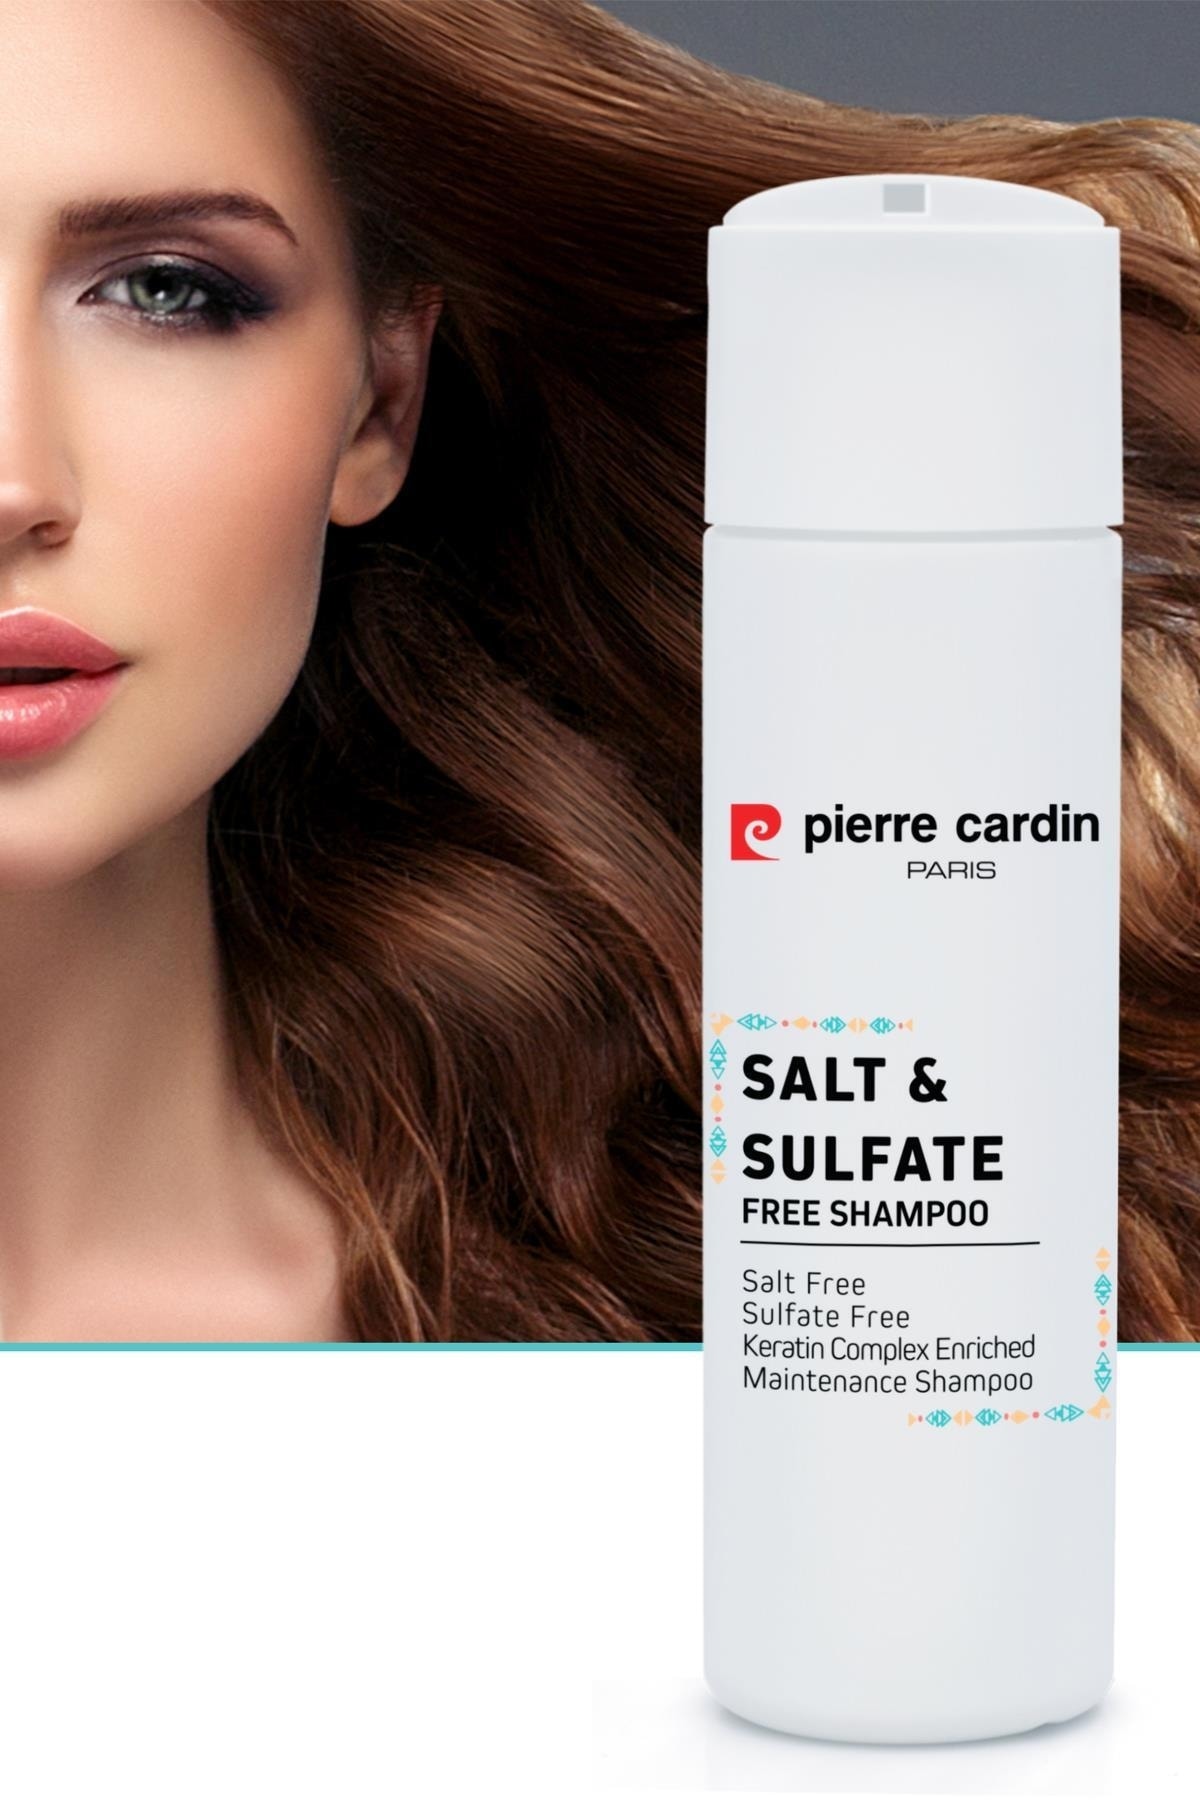 pierre cardin
PARIS
SALT &
SULFATE
FREE SHAMPOO
Salt Free
Sulfate Free
Keratin Complex Enriched
Maintenance Shampoo